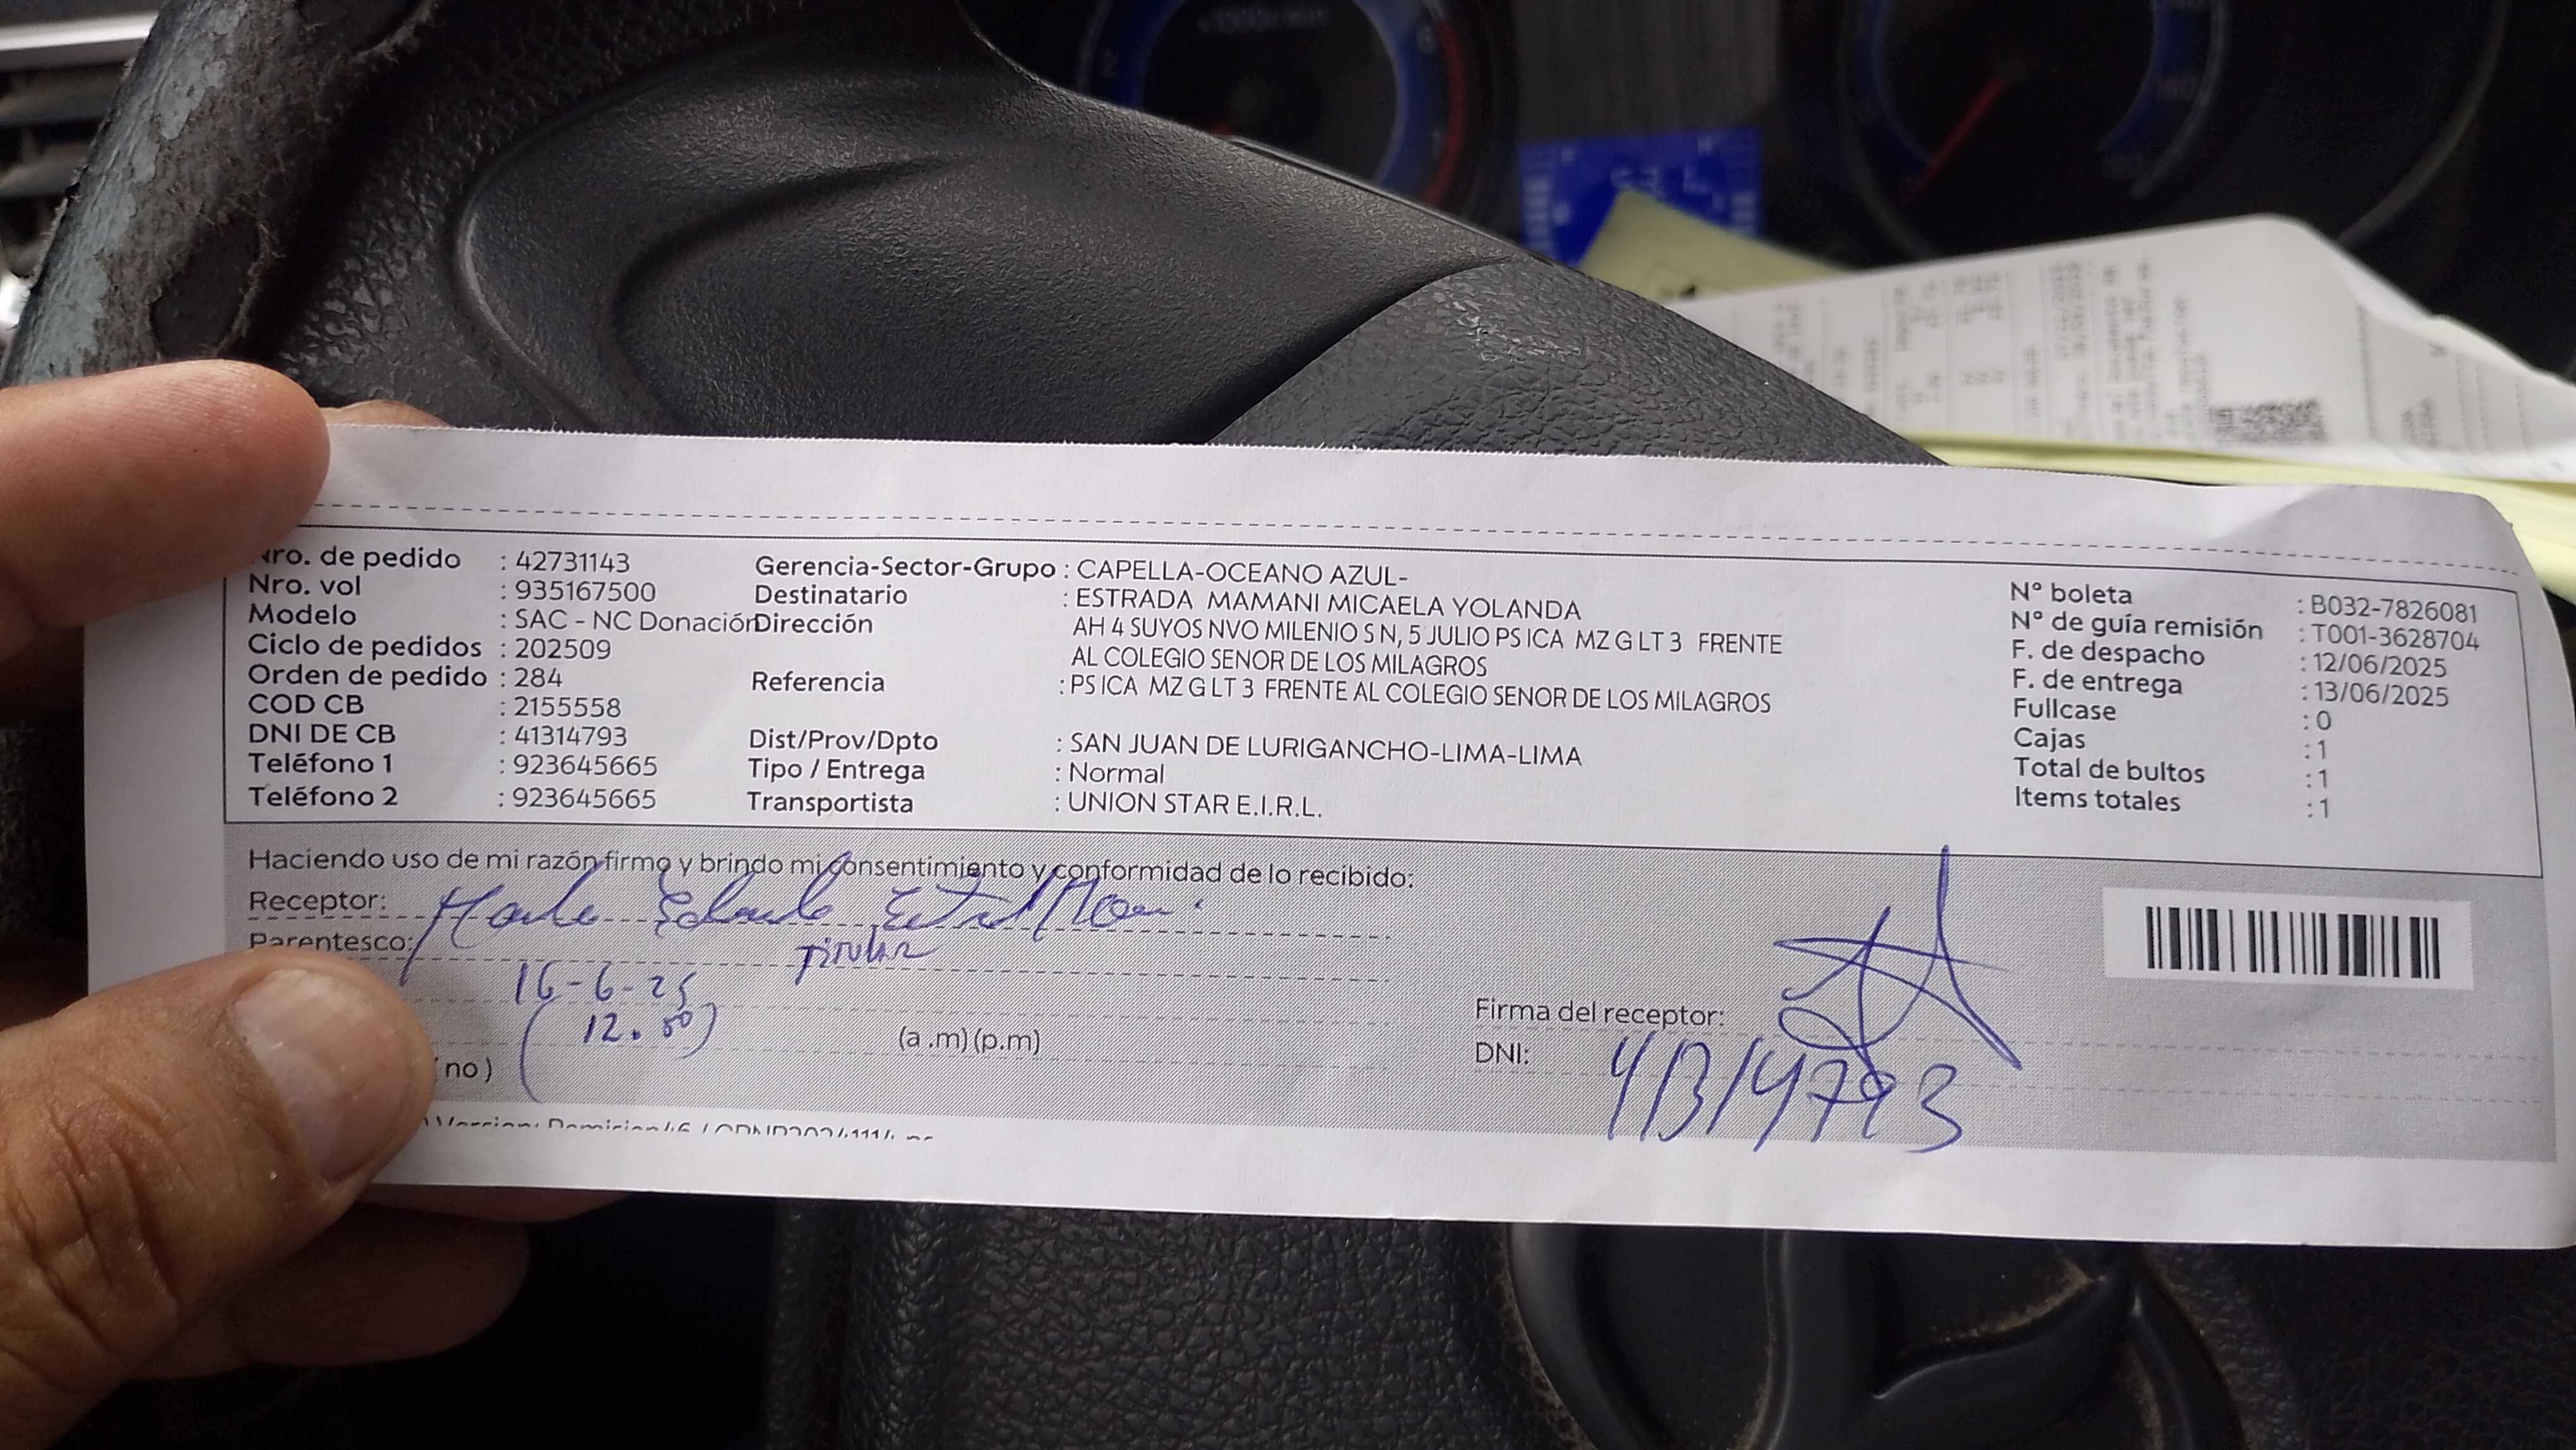 Nro. de pedido : 42731143
Nro. vol : 935167500
Modelo : SAC - NC Donación
Ciclo de pedidos : 202509
Orden de pedido : 284
COD CB : 2155558
DNI DE CB : 41314793
Teléfono 1 : 923645665
Teléfono 2 : 923645665
Gerencia-Sector-Grupo : CAPELLA-OCEANO AZUL-
Destinatario : ESTRADA MAMANI MICAELA YOLANDA
Dirección AH 4 SUYOS NVO MILENIO S N, 5 JULIO PS ICA MZ G LT 3 FRENTE
AL COLEGIO SENOR DE LOS MILAGROS
Referencia : PS ICA MZ G LT 3 FRENTE AL COLEGIO SENOR DE LOS MILAGROS
Dist/Prov/Dpto : SAN JUAN DE LURIGANCHO-LIMA-LIMA
Tipo / Entrega : Normal
Transportista : UNION STAR E.I.R.L.
N° boleta : B032-7826081
N° de guía remisión : T001-3628704
F. de despacho : 12/06/2025
F. de entrega : 13/06/2025
Fullcase : 0
Cajas : 1
Total de bultos : 1
Items totales : 1
Haciendo uso de mi razón firmo y brindo mi consentimiento y conformidad de lo recibido:
Receptor:
Parentesco: Titular
16-6-25
(12.50) (a.m) (p.m)
(no)
Firma del receptor:
DNI: 41314793